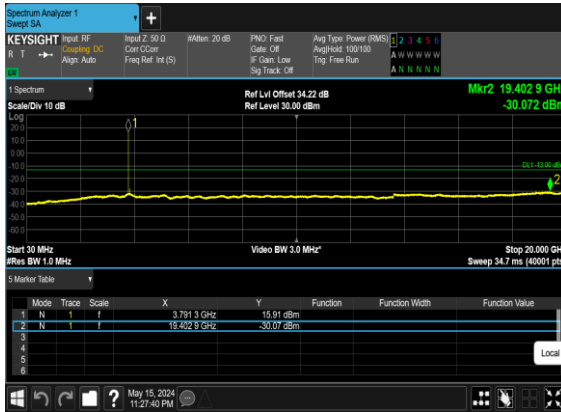 Spectrum Analyzer 1
Swept SA
+
KEYSIGHT Input: RF Input Z: 50 Ω #Atten: 20 dB PNO: Fast Avg Type: Power (RMS) 1 2 3 4 5 6
R T Coupling: DC Corr CCorr Gate: Off Avg|Hold: 100/100 A W W W W W
Align: Auto Freq Ref: Int (S) IF Gain: Low Trig: Free Run
LXI Sig Track: Off A N N N N N
1 Spectrum Ref Lvl Offset 34.22 dB Mkr2 19.402 9 GH
Scale/Div 10 dB Ref Level 30.00 dBm -30.072 dBm
Log
20.0
10.0
0.00
-10.0
-20.0
-30.0
-40.0
-50.0
-60.0
1
DL1 -13.00 dBm
2
Start 30 MHz Video BW 3.0 MHz* Stop 20.000 GH
#Res BW 1.0 MHz Sweep 34.7 ms (40001 pts
5 Marker Table
Mode Trace Scale X Y Function Function Width Function Value
1 N 1 f 3.791 3 GHz 15.91 dBm
2 N 1 f 19.402 9 GHz -30.07 dBm
3
4
5
6
Local
? May 15, 2024
11:27:40 PM